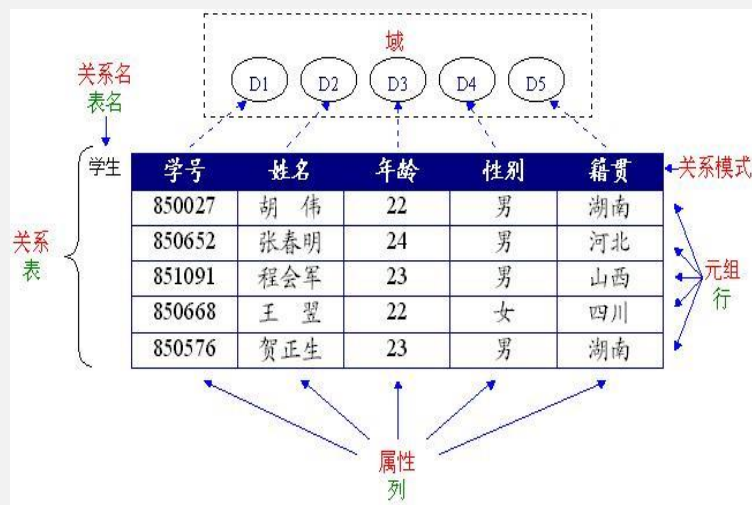 域
D1 D2 D3 D4 D5
关系名
表名
学生
学号 姓名 年龄 性别 籍贯
关系模式
850027 胡 伟 22 男 湖南
850652 张春明 24 男 河北
851091 程会军 23 男 山西
850668 王 翌 22 女 四川
850576 贺正生 23 男 湖南
关系
表
元组
行
属性
列